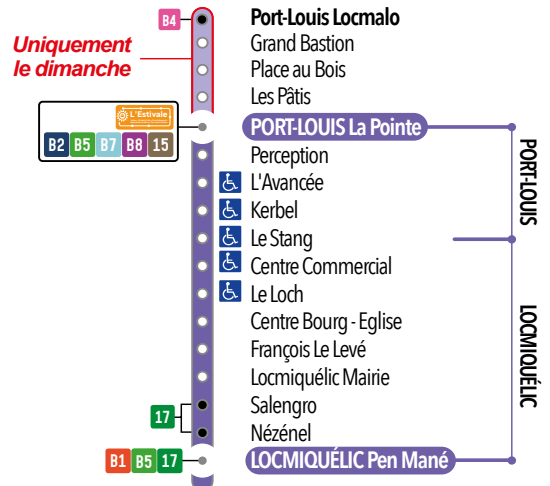 B4
Port-Louis Locmalo
Uniquement
le dimanche
Grand Bastion
Place au Bois
Les Pâtis
L'Estivale
B2 B5 B7 B8 15
PORT-LOUIS La Pointe
Perception
L'Avancée
Kerbel
Le Stang
Centre Commercial
Le Loch
Centre Bourg - Eglise
François Le Levé
Locmiquélic Mairie
17
Salengro
Nézénel
B1 B5 17
LOCMIQUÉLIC Pen Mané
PORT-LOUIS
LOCMIQUÉLIC